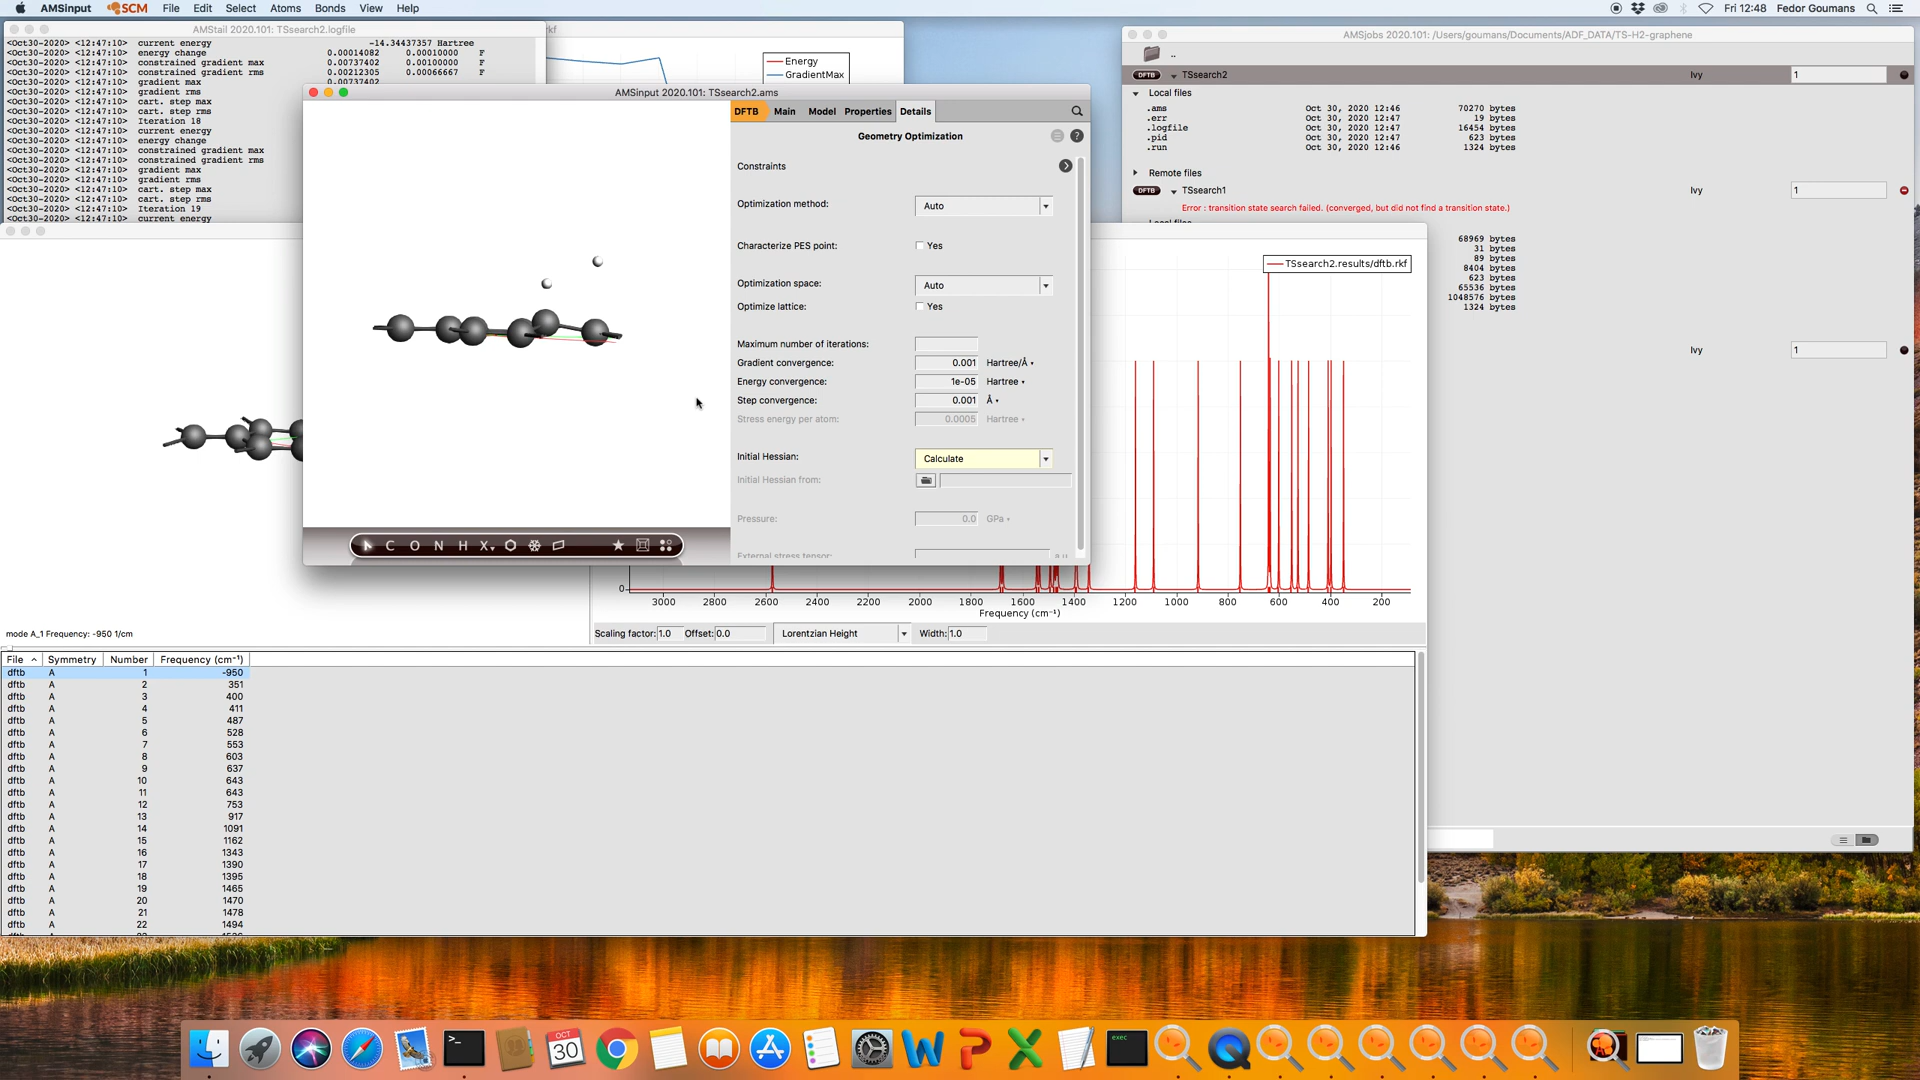 AMSinput SCM File Edit Select Atoms Bonds View Help
Fri 12:48 Fedor Goumans
AMStail 2020.101: TSsearch2.logfile
<Oct30-2020> <12:47:10> current energy -14.34437357 Hartree
<Oct30-2020> <12:47:10> energy change 0.00014082 0.00010000 F
<Oct30-2020> <12:47:10> constrained gradient max 0.00737402 0.00100000 F
<Oct30-2020> <12:47:10> constrained gradient rms 0.00212305 0.00066667 F
<Oct30-2020> <12:47:10> gradient max 0.00737402
<Oct30-2020> <12:47:10> gradient rms
<Oct30-2020> <12:47:10> cart. step max
<Oct30-2020> <12:47:10> cart. step rms
<Oct30-2020> <12:47:10> Iteration 18
<Oct30-2020> <12:47:10> current energy
<Oct30-2020> <12:47:10> energy change
<Oct30-2020> <12:47:10> constrained gradient max
<Oct30-2020> <12:47:10> constrained gradient rms
<Oct30-2020> <12:47:10> gradient max
<Oct30-2020> <12:47:10> gradient rms
<Oct30-2020> <12:47:10> cart. step max
<Oct30-2020> <12:47:10> cart. step rms
<Oct30-2020> <12:47:10> Iteration 19
<Oct30-2020> <12:47:10> current energy
rkf
Energy
GradientMax
AMSinput 2020.101: TSsearch2.ams
DFTB Main Model Properties Details
Geometry Optimization
?
Constraints
Optimization method: Auto
Characterize PES point: Yes
Optimization space: Auto
Optimize lattice: Yes
Maximum number of iterations:
Gradient convergence: 0.001 Hartree/Å
Energy convergence: 1e-05 Hartree
Step convergence: 0.001 Å
Stress energy per atom: 0.0005 Hartree
Initial Hessian: Calculate
Initial Hessian from:
Pressure: 0.0 GPa
External stress tensor: a.u.
C O N H X
AMSjobs 2020.101: /Users/goumans/Documents/ADF_DATA/TS-H2-graphene
..
DFTB TSsearch2 Ivy 1
Local files
.ams Oct 30, 2020 12:46 70270 bytes
.err Oct 30, 2020 12:47 19 bytes
.logfile Oct 30, 2020 12:47 16454 bytes
.pid Oct 30, 2020 12:47 623 bytes
.run Oct 30, 2020 12:46 1324 bytes
Remote files
DFTB TSsearch1 Ivy 1
Error : transition state search failed. (converged, but did not find a transition state.)
Local files
68969 bytes
31 bytes
89 bytes
8404 bytes
623 bytes
65536 bytes
1048576 bytes
1324 bytes
Ivy 1
TSsearch2.results/dftb.rkf
0
3000 2800 2600 2400 2200 2000 1800 1600 1400 1200 1000 800 600 400 200
Frequency (cm⁻¹)
mode A_1 Frequency: -950 1/cm
Scaling factor: 1.0 Offset: 0.0 Lorentzian Height Width: 1.0
File Symmetry Number Frequency (cm⁻¹)
dftb A 1 -950
dftb A 2 351
dftb A 3 400
dftb A 4 411
dftb A 5 487
dftb A 6 528
dftb A 7 553
dftb A 8 603
dftb A 9 637
dftb A 10 643
dftb A 11 643
dftb A 12 753
dftb A 13 917
dftb A 14 1091
dftb A 15 1162
dftb A 16 1343
dftb A 17 1390
dftb A 18 1395
dftb A 19 1465
dftb A 20 1470
dftb A 21 1478
dftb A 22 1494
OCT
30
exec